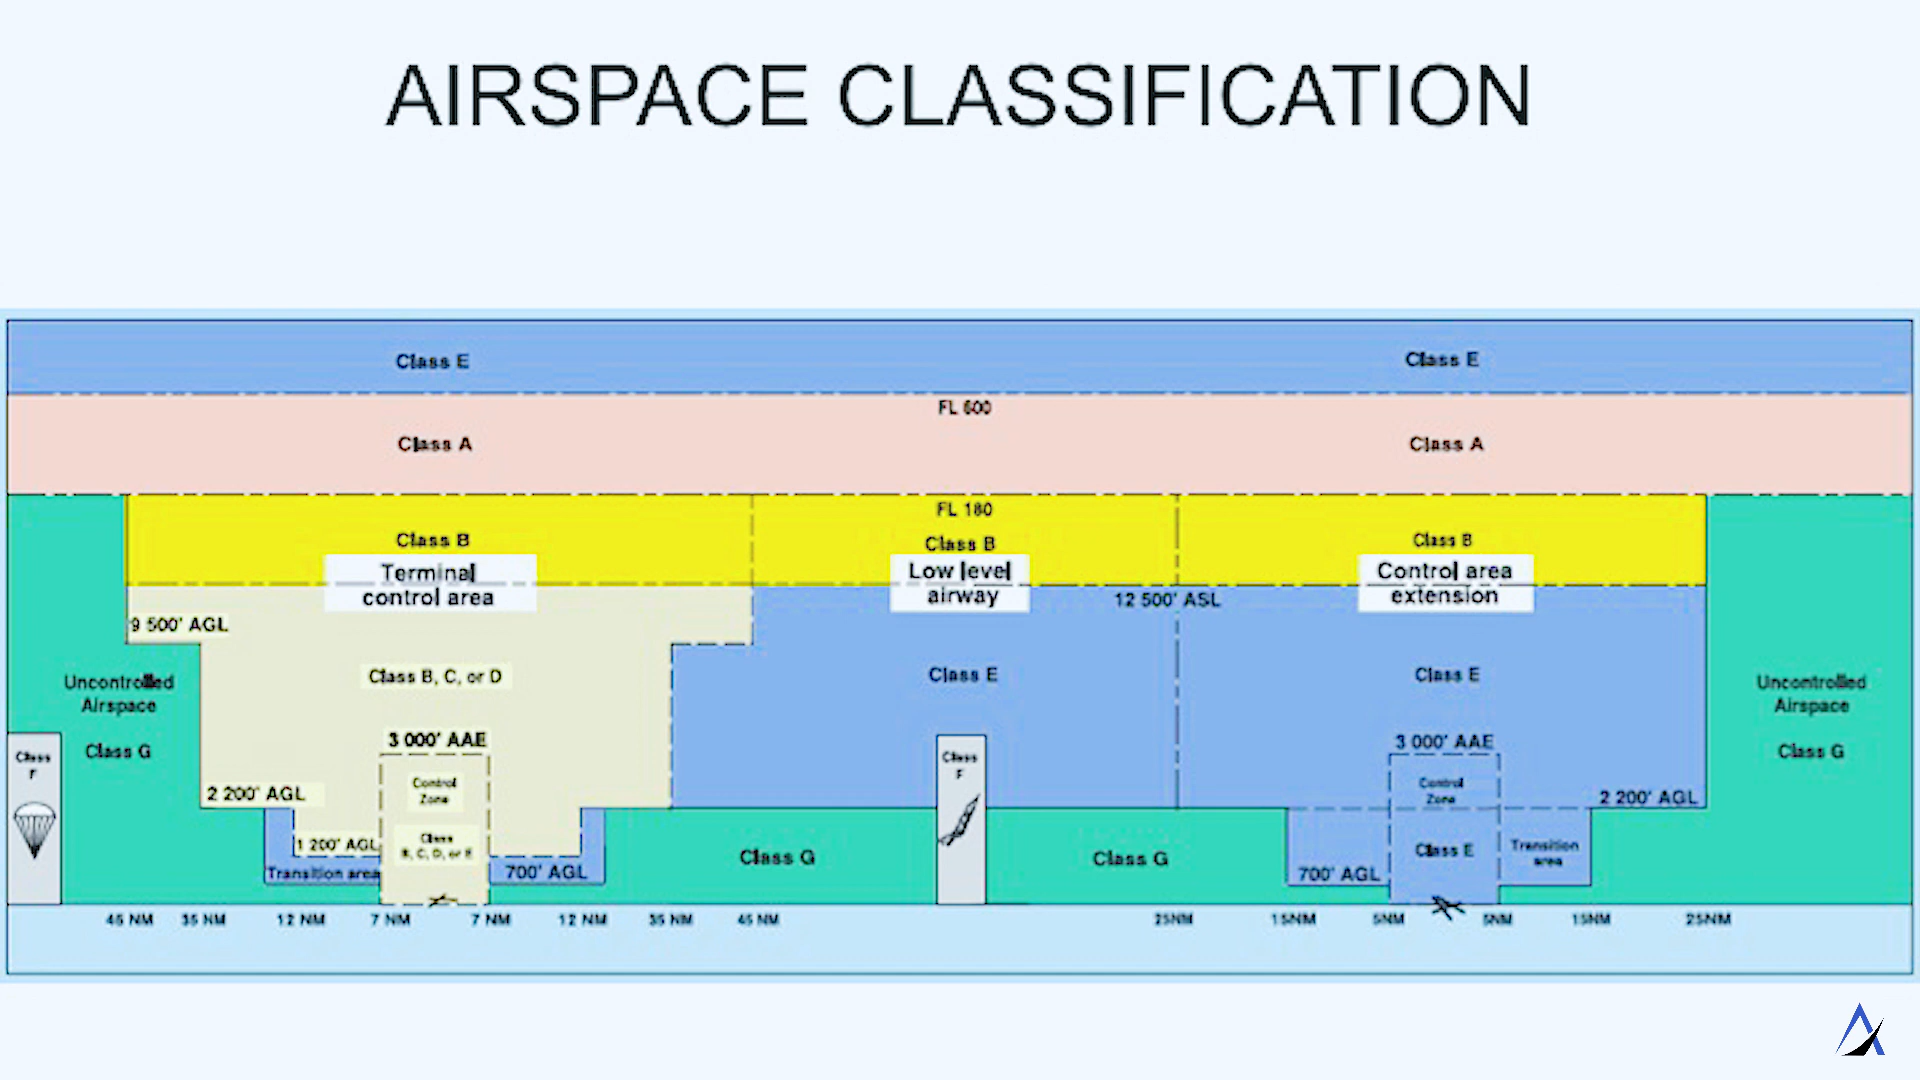 AIRSPACE CLASSIFICATION
Class E
Class E
FL 600
Class A
Class A
FL 180
Class B
Class B
Class B
Terminal
control area
Low level
airway
Control area
extension
12 500' ASL
9 500' AGL
Class B, C, or D
Class E
Class E
Uncontrolled
Airspace
Class G
Uncontrolled
Airspace
Class G
3 000' AAE
3 000' AAE
Class
F
Class
F
Control
Zone
Control
Zone
2 200' AGL
2 200' AGL
1 200' AGL
Class
B, C, D, or E
Class G
Class G
Class E
Transition
area
Transition area
700' AGL
700' AGL
45 NM
35 NM
12 NM
7 NM
7 NM
12 NM
35 NM
45 NM
25NM
15NM
5NM
5NM
15NM
25NM